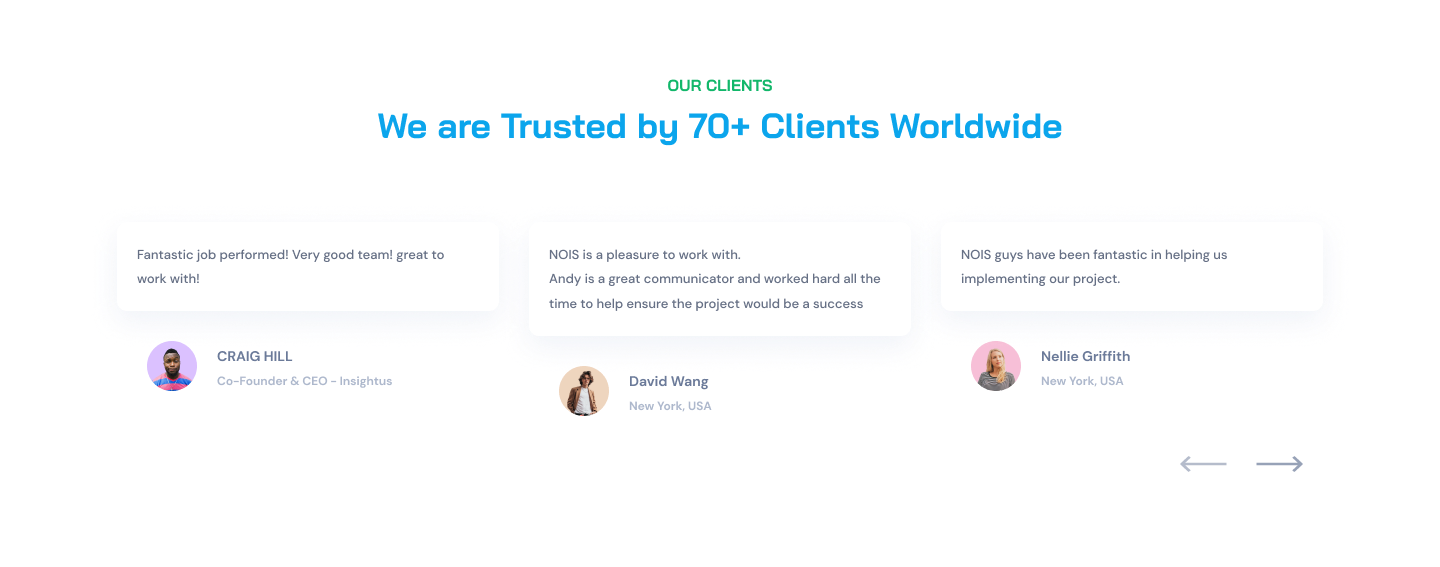 OUR CLIENTS
We are Trusted by 70+ Clients Worldwide
Fantastic job performed! Very good team! great to
work with!
CRAIG HILL
Co-Founder & CEO - Insightus
NOIS is a pleasure to work with.
Andy is a great communicator and worked hard all the
time to help ensure the project would be a success
David Wang
New York, USA
NOIS guys have been fantastic in helping us
implementing our project.
Nellie Griffith
New York, USA